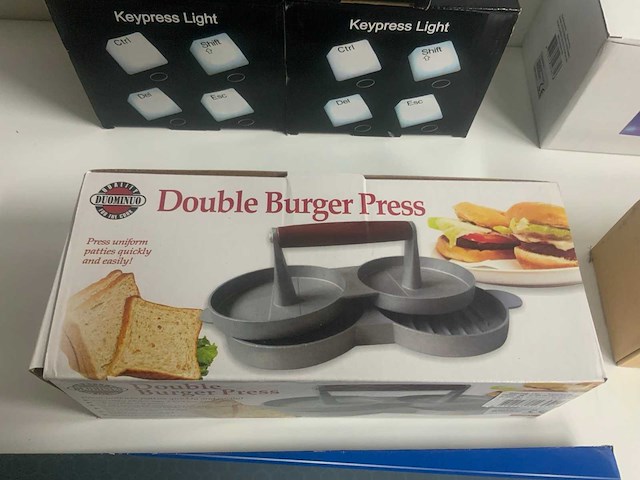 Keypress Light
Ctrl
Shift
Del
Esc
Keypress Light
Ctrl
Shift
Del
Esc
DUOMINUO
Double Burger Press
Press uniform
patties quickly
and easily!
Double
Burger Press